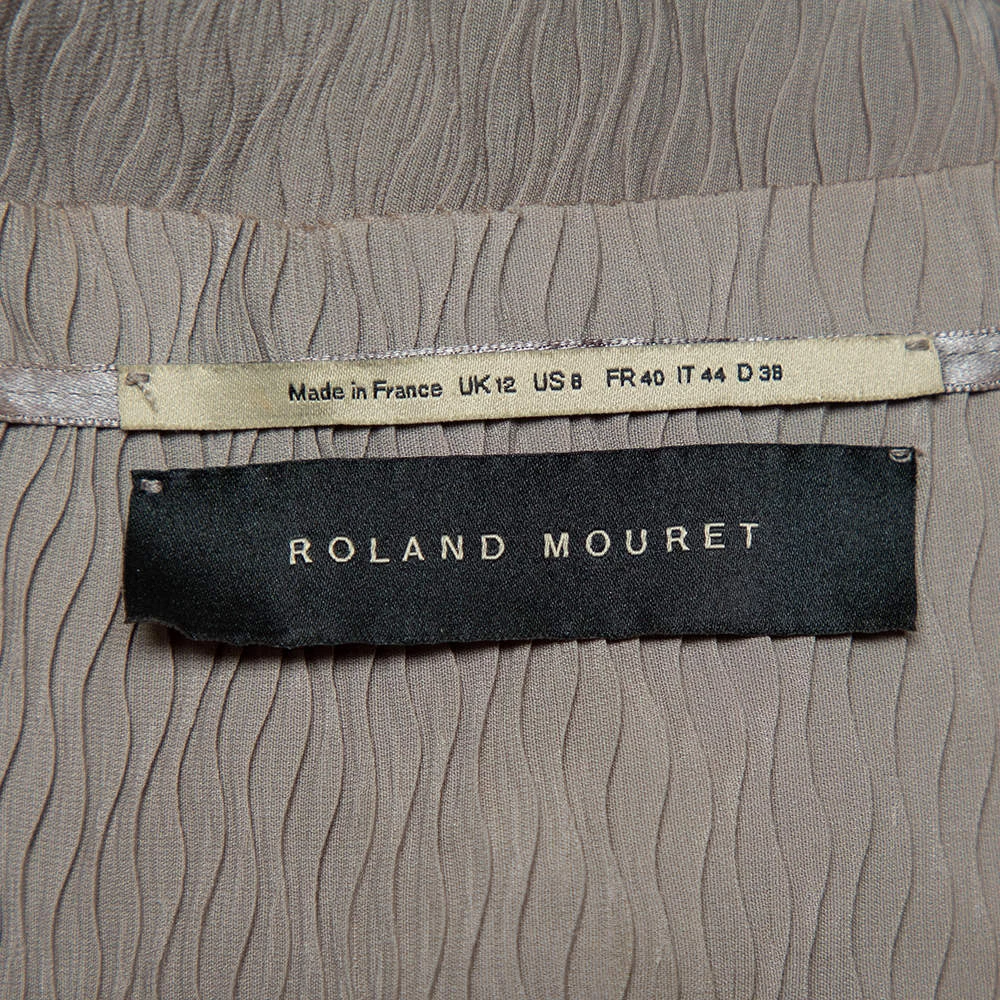 Made in France UK 12 US 8 FR 40 IT 44 D 38
ROLAND MOURET